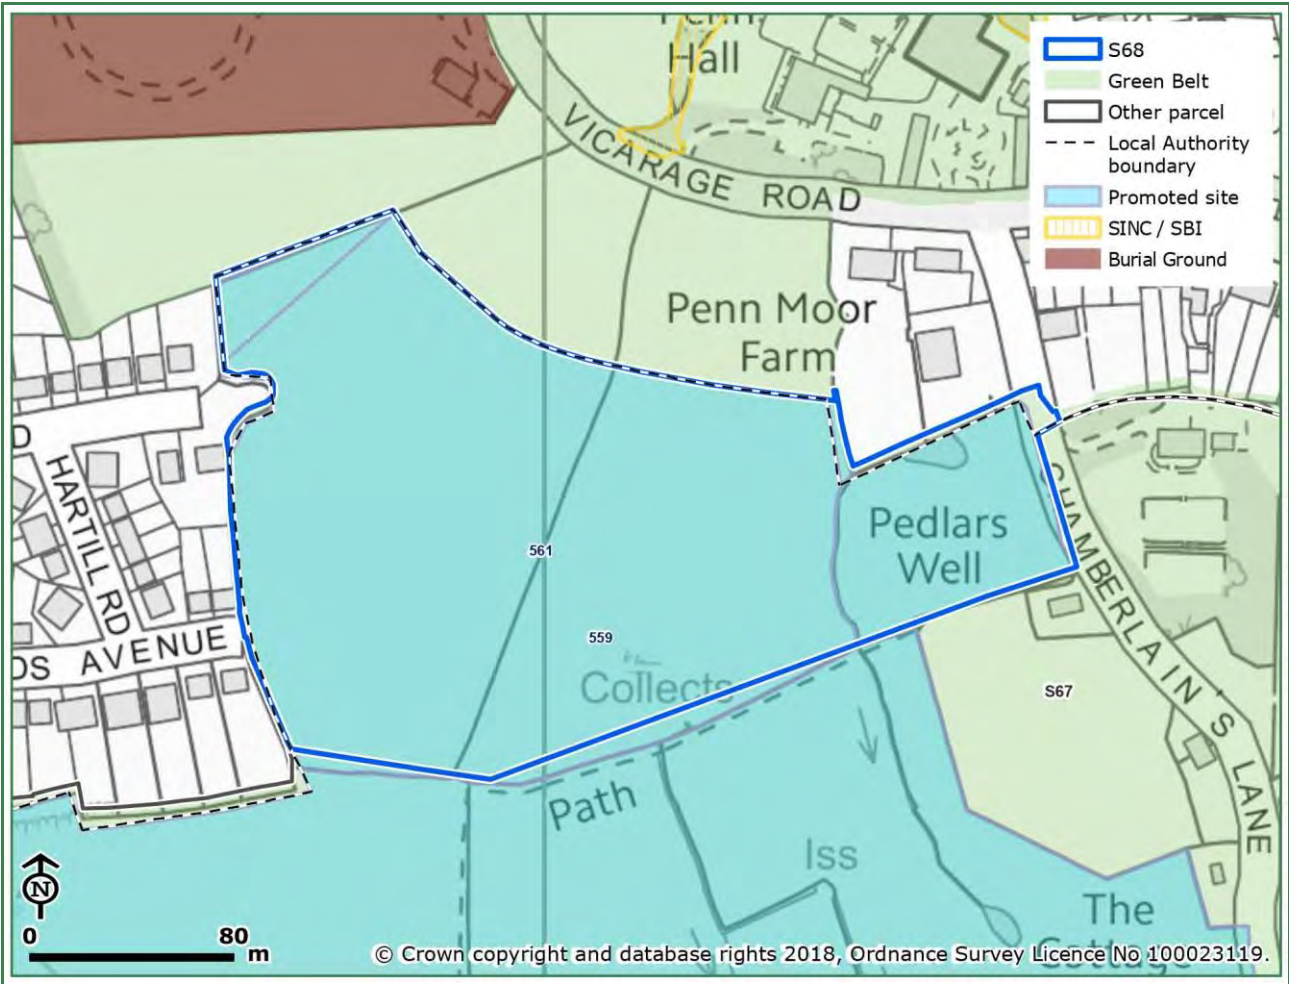 Penn
Hall
VICARAGE ROAD
S68
Green Belt
Other parcel
Local Authority
boundary
Promoted site
SINC / SBI
Burial Ground
Penn Moor
Farm
D
HARTILL RD
DS AVENUE
561
559
Collects
Pedlars
Well
CHAMBERLAIN'S LANE
S67
Path
Iss
The
Cottage
N
0 80
m
© Crown copyright and database rights 2018, Ordnance Survey Licence No 100023119.